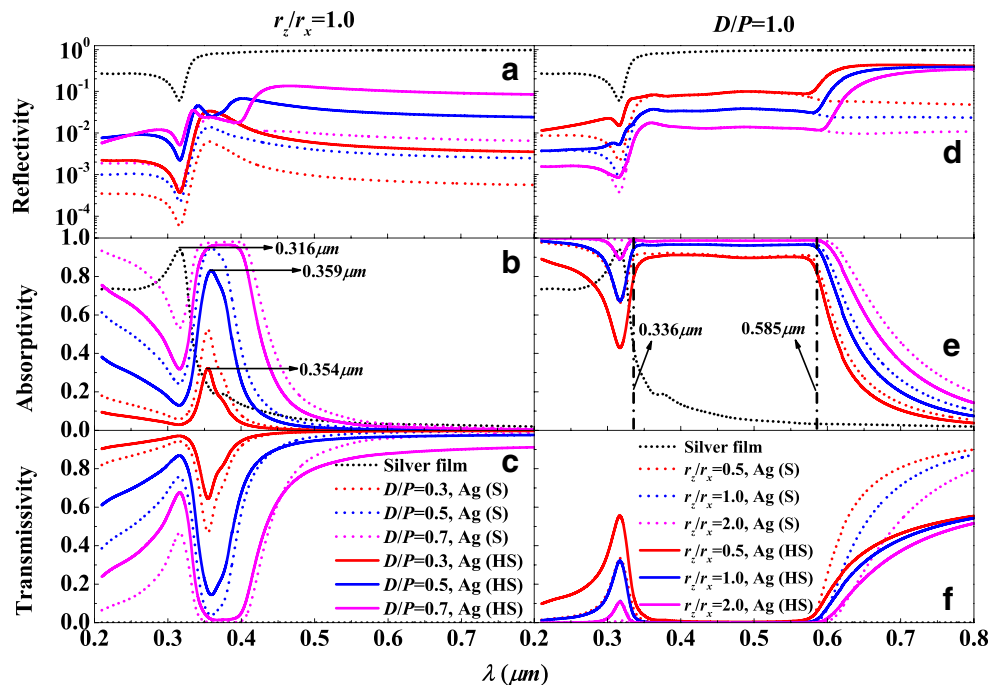 r_z/r_x=1.0
D/P=1.0
Reflectivity
10^0
10^-1
10^-2
10^-3
10^-4
a
d
Absorptivity
1.0
0.8
0.6
0.4
0.2
0.0
0.316μm
0.359μm
0.354μm
b
0.336μm
0.585μm
e
Transmissivity
0.8
0.6
0.4
0.2
0.0
c
Silver film
D/P=0.3, Ag (S)
D/P=0.5, Ag (S)
D/P=0.7, Ag (S)
D/P=0.3, Ag (HS)
D/P=0.5, Ag (HS)
D/P=0.7, Ag (HS)
Silver film
r_z/r_x=0.5, Ag (S)
r_z/r_x=1.0, Ag (S)
r_z/r_x=2.0, Ag (S)
r_z/r_x=0.5, Ag (HS)
r_z/r_x=1.0, Ag (HS)
r_z/r_x=2.0, Ag (HS)
f
0.2 0.3 0.4 0.5 0.6 0.7 0.2 0.3 0.4 0.5 0.6 0.7 0.8
λ (μm)